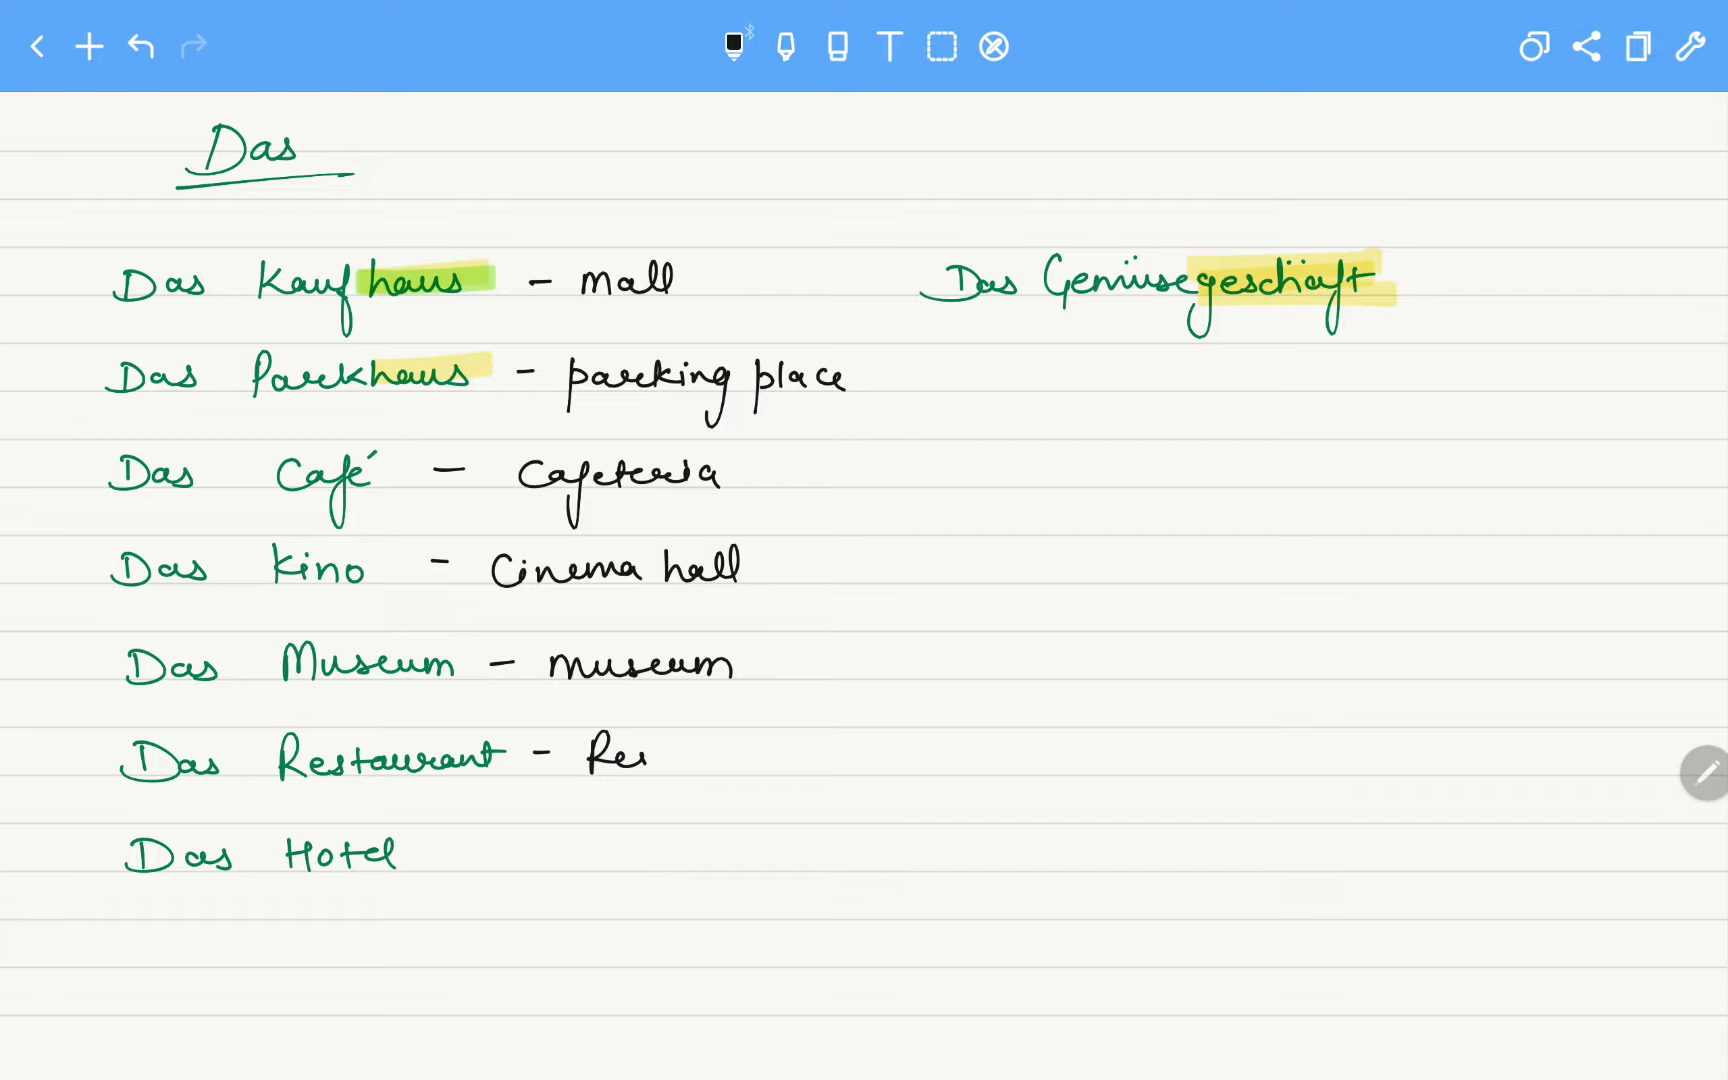 Das
Das Kaufhaus - mall
Das Gemüsegeschäft
Das Parkhaus - parking place
Das Café - Cafeteria
Das Kino - Cinema hall
Das Museum - museum
Das Restaurant - Res
Das Hotel